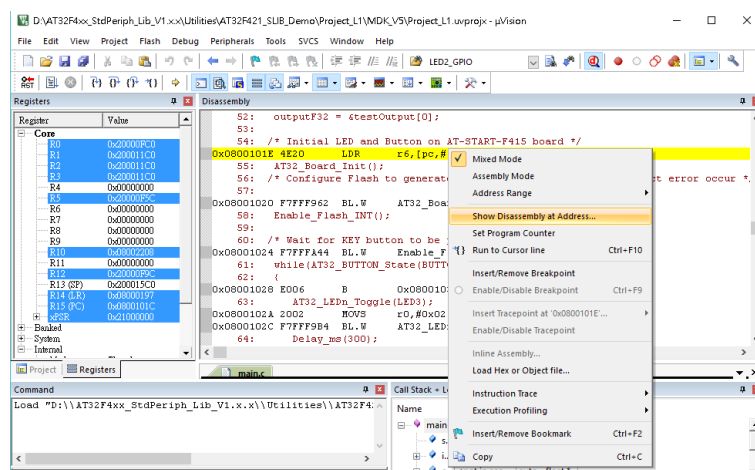 D:\AT32F4xx_StdPeriph_Lib_V1.x.x\Utilities\AT32F421_SLIB_Demo\Project_L1\MDK_V5\Project_L1.uvprojx - µVision
File Edit View Project Flash Debug Peripherals Tools SVCS Window Help
LED2_GPIO
RST
Registers
Register Value
Core
R0 0x20000FC0
R1 0x200011C0
R2 0x200011C0
R3 0x200011C0
R4 0x00000000
R5 0x20000F5C
R6 0x00000000
R7 0x00000000
R8 0x00000000
R9 0x00000000
R10 0x08002208
R11 0x00000000
R12 0x20000F9C
R13 (SP) 0x200015C0
R14 (LR) 0x08000197
R15 (PC) 0x0800101C
xPSR 0x21000000
Banked
System
Internal
Project Registers
Disassembly
52: outputF32 = &testOutput[0];
53:
54: /* Initial LED and Button on AT-START-F415 board */
0x0800101E 4E20 LDR r6,[pc,#
55: AT32_Board_Init();
56: /* Configure Flash to generat
ct error occur *.
57:
0x08001020 F7FFF962 BL.W AT32_Boa
58: Enable_Flash_INT();
59:
60: /* Wait for KEY button to be
0x08001024 F7FFFA44 BL.W Enable_F
61: while(AT32_BUTTON_State(BUTT
62: {
0x08001028 E006 B 0x0800103
63: AT32_LEDn_Toggle(LED3);
0x0800102A 2002 MOVS r0,#0x02
0x0800102C F7FFF9B4 BL.W AT32_LED
64: Delay_ms(300);
main.c
Mixed Mode
Assembly Mode
Address Range
Show Disassembly at Address...
Set Program Counter
Run to Cursor line Ctrl+F10
Insert/Remove Breakpoint
Enable/Disable Breakpoint Ctrl+F9
Insert Tracepoint at '0x0800101E'...
Enable/Disable Tracepoint
Inline Assembly...
Load Hex or Object file...
Instruction Trace
Execution Profiling
Insert/Remove Bookmark Ctrl+F2
Copy Ctrl+C
Command
Load "D:\\AT32F4xx_StdPeriph_Lib_V1.x.x\\Utilities\\AT32F4
Call Stack + L
Name
main
s.
i..